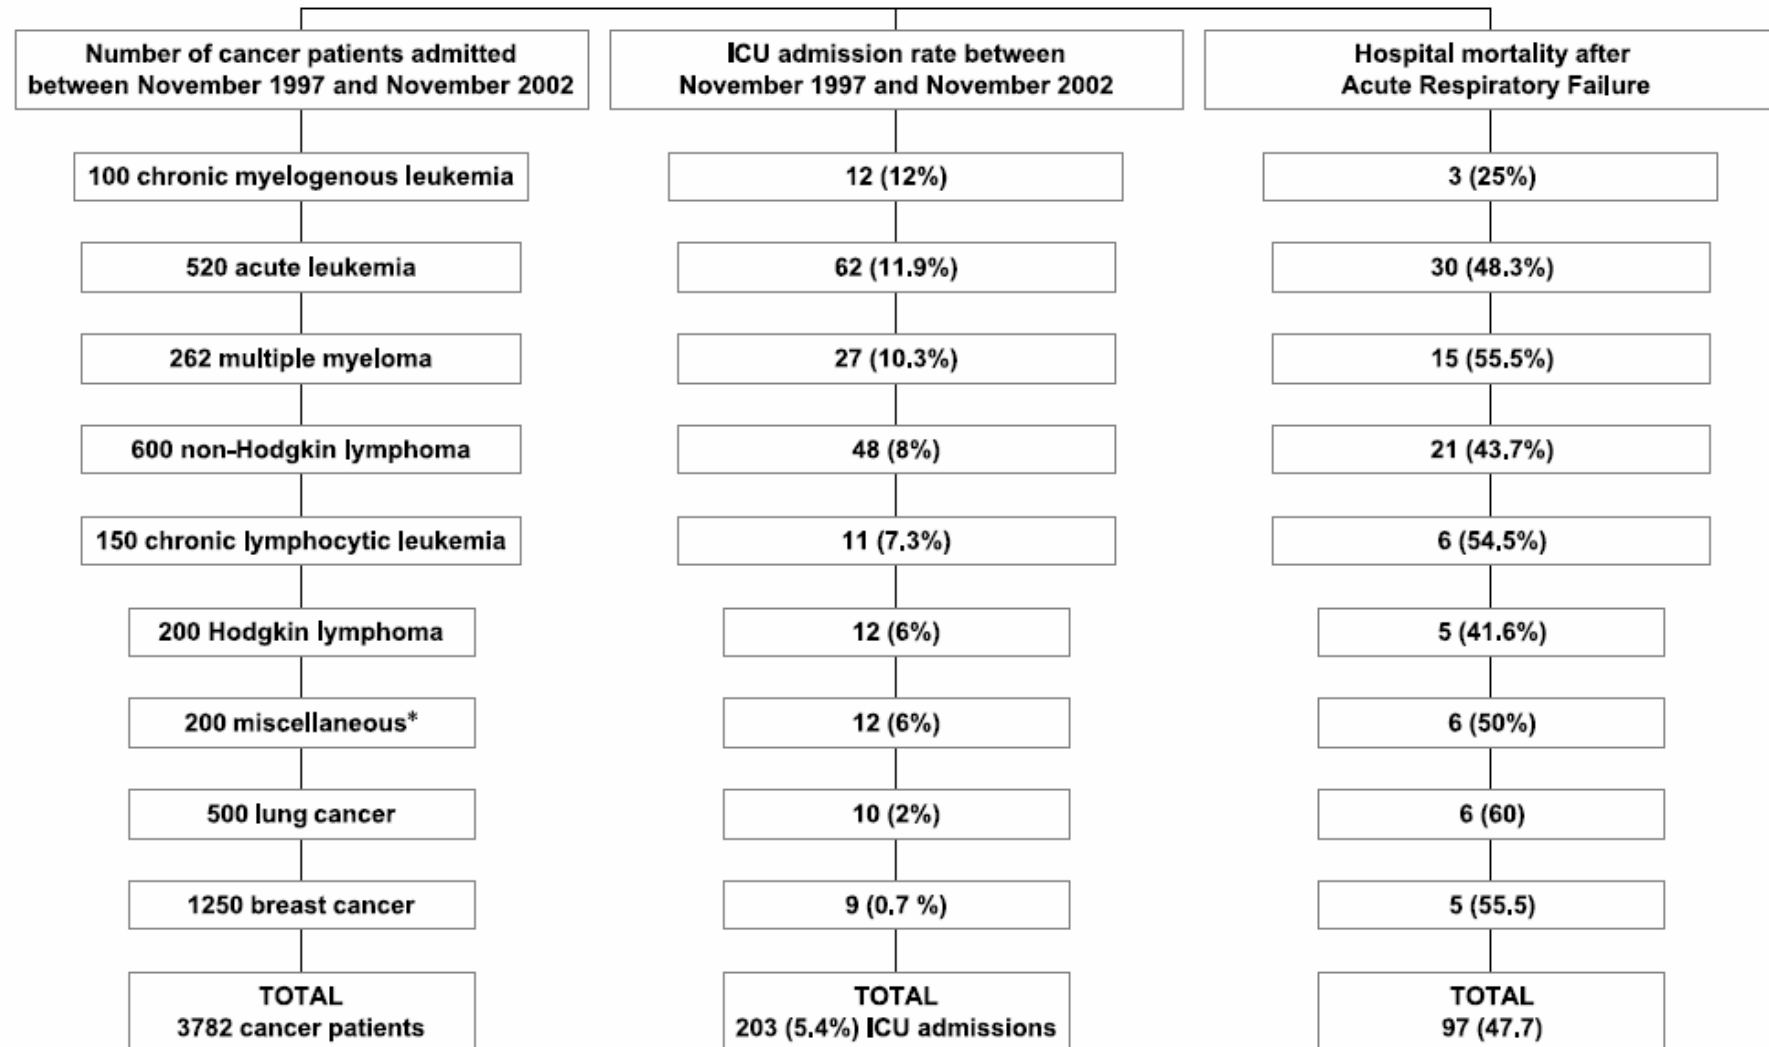 Number of cancer patients admitted
between November 1997 and November 2002
ICU admission rate between
November 1997 and November 2002
Hospital mortality after
Acute Respiratory Failure
100 chronic myelogenous leukemia
12 (12%)
3 (25%)
520 acute leukemia
62 (11.9%)
30 (48.3%)
262 multiple myeloma
27 (10.3%)
15 (55.5%)
600 non-Hodgkin lymphoma
48 (8%)
21 (43.7%)
150 chronic lymphocytic leukemia
11 (7.3%)
6 (54.5%)
200 Hodgkin lymphoma
12 (6%)
5 (41.6%)
200 miscellaneous*
12 (6%)
6 (50%)
500 lung cancer
10 (2%)
6 (60)
1250 breast cancer
9 (0.7 %)
5 (55.5)
TOTAL
3782 cancer patients
TOTAL
203 (5.4%) ICU admissions
TOTAL
97 (47.7)